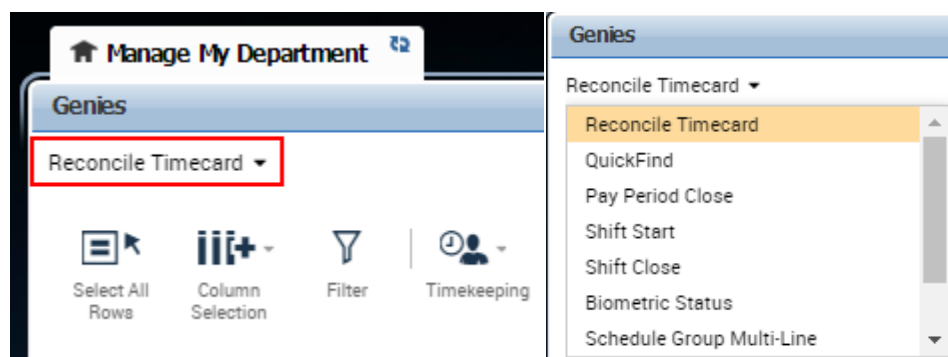 Manage My Department
Genies
Reconcile Timecard
Select All
Rows
Column
Selection
Filter
Timekeeping
Genies
Reconcile Timecard
Reconcile Timecard
QuickFind
Pay Period Close
Shift Start
Shift Close
Biometric Status
Schedule Group Multi-Line